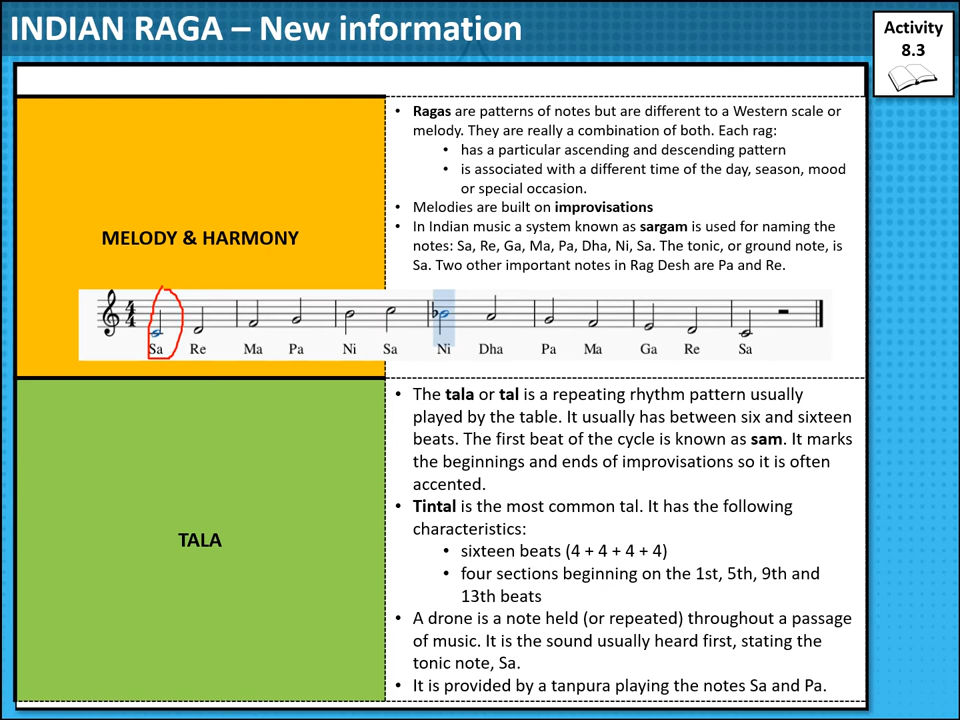 INDIAN RAGA – New information
Activity
8.3
MELODY & HARMONY
• Ragas are patterns of notes but are different to a Western scale or
melody. They are really a combination of both. Each rag:
• has a particular ascending and descending pattern
• is associated with a different time of the day, season, mood
or special occasion.
• Melodies are built on improvisations
• In Indian music a system known as sargam is used for naming the
notes: Sa, Re, Ga, Ma, Pa, Dha, Ni, Sa. The tonic, or ground note, is
Sa. Two other important notes in Rag Desh are Pa and Re.
4
4
Sa Re Ma Pa Ni Sa Ni Dha Pa Ma Ga Re Sa
TALA
• The tala or tal is a repeating rhythm pattern usually
played by the table. It usually has between six and sixteen
beats. The first beat of the cycle is known as sam. It marks
the beginnings and ends of improvisations so it is often
accented.
• Tintal is the most common tal. It has the following
characteristics:
• sixteen beats (4 + 4 + 4 + 4)
• four sections beginning on the 1st, 5th, 9th and
13th beats
• A drone is a note held (or repeated) throughout a passage
of music. It is the sound usually heard first, stating the
tonic note, Sa.
• It is provided by a tanpura playing the notes Sa and Pa.